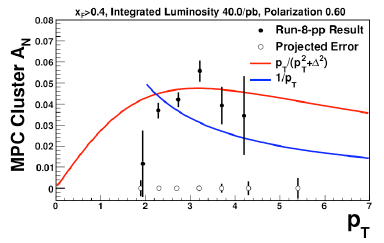 x_F>0.4, Integrated Luminosity 40.0/pb, Polarization 0.60
MPC Cluster A_N
0.08
0.07
0.06
0.05
0.04
0.03
0.02
0.01
0
Run-8-pp Result
Projected Error
p_T/(p_T^2+Δ^2)
1/p_T
0 1 2 3 4 5 6 7
p_T